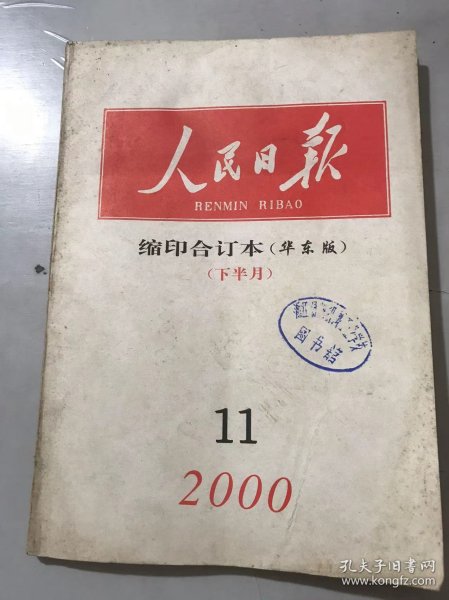 人民日报
RENMIN RIBAO
缩印合订本(华东版)
(下半月)
图书馆
11
2000
孔夫子旧书网
www.kongfz.com